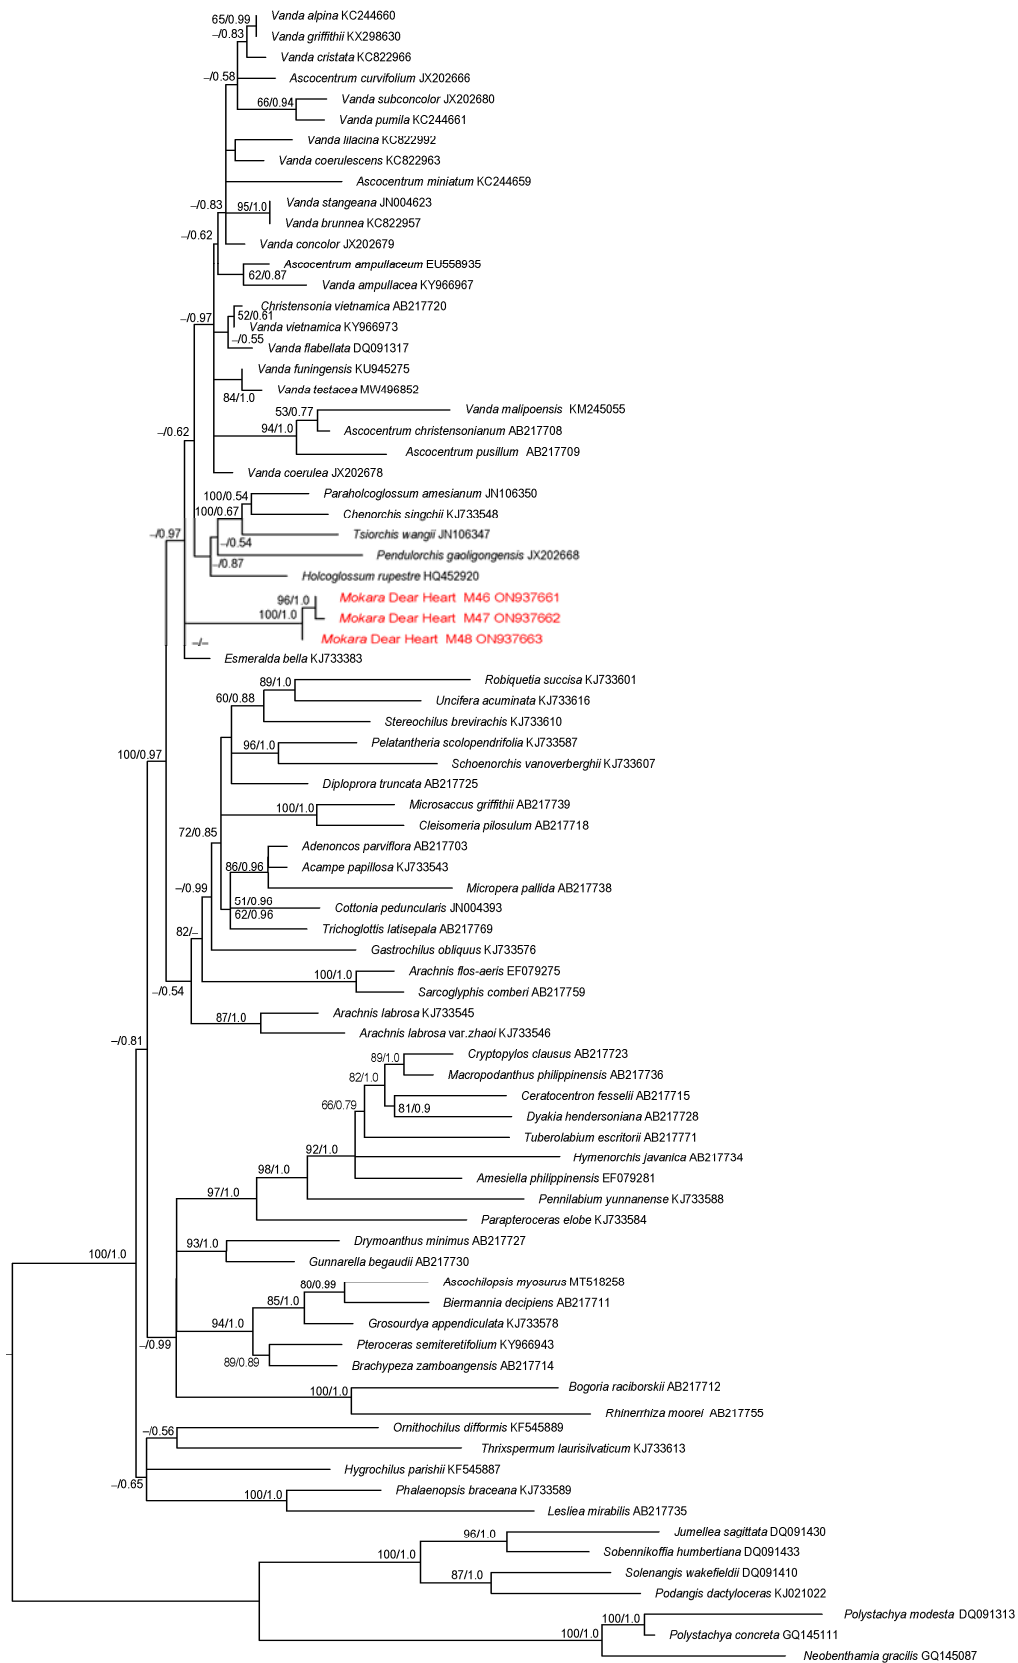 65/0.99
Vanda alpina KC244660
–/0.83
Vanda griffithii KX298630
Vanda cristata KC822966
–/0.58
Ascocentrum curvifolium JX202666
66/0.94
Vanda subconcolor JX202680
Vanda pumila KC244661
Vanda lilacina KC822992
Vanda coerulescens KC822963
Ascocentrum miniatum KC244659
–/0.83
95/1.0
Vanda stangeana JN004623
Vanda brunnea KC822957
–/0.62
Vanda concolor JX202679
Ascocentrum ampullaceum EU558935
62/0.87
Vanda ampullacea KY966967
Christensonia vietnamica AB217720
–/0.97
52/0.61
Vanda vietnamica KY966973
–/0.55
Vanda flabellata DQ091317
Vanda funingensis KU945275
Vanda testacea MW496852
84/1.0
53/0.77
Vanda malipoensis KM245055
94/1.0
Ascocentrum christensonianum AB217708
–/0.62
Ascocentrum pusillum AB217709
Vanda coerulea JX202678
100/0.54
Paraholcoglossum amesianum JN106350
100/0.67
Chenorchis singchii KJ733548
–/0.97
Tsiorchis wangii JN106347
–/0.54
Pendulorchis gaoligongensis JX202668
–/0.87
Holcoglossum rupestre HQ452920
96/1.0
Mokara Dear Heart M46 ON937661
100/1.0
Mokara Dear Heart M47 ON937662
–/–
Mokara Dear Heart M48 ON937663
Esmeralda bella KJ733383
89/1.0
Robiquetia succisa KJ733601
60/0.88
Uncifera acuminata KJ733616
Stereochilus brevirachis KJ733610
96/1.0
Pelatantheria scolopendrifolia KJ733587
100/0.97
Schoenorchis vanoverberghii KJ733607
Diploprora truncata AB217725
100/1.0
Microsaccus griffithii AB217739
Cleisomeria pilosulum AB217718
72/0.85
Adenoncos parviflora AB217703
86/0.96
Acampe papillosa KJ733543
–/0.99
Micropera pallida AB217738
51/0.96
Cottonia peduncularis JN004393
62/0.96
Trichoglottis latisepala AB217769
82/–
Gastrochilus obliquus KJ733576
100/1.0
Arachnis flos-aeris EF079275
–/0.54
Sarcoglyphis comberi AB217759
87/1.0
Arachnis labrosa KJ733545
Arachnis labrosa var.zhaoi KJ733546
–/0.81
89/1.0
Cryptopylos clausus AB217723
82/1.0
Macropodanthus philippinensis AB217736
Ceratocentron fesselii AB217715
66/0.79
81/0.9
Dyakia hendersoniana AB217728
Tuberolabium escritorii AB217771
92/1.0
Hymenorchis javanica AB217734
98/1.0
Amesiella philippinensis EF079281
97/1.0
Pennilabium yunnanense KJ733588
Parapteroceras elobe KJ733584
93/1.0
Drymoanthus minimus AB217727
100/1.0
Gunnarella begaudii AB217730
80/0.99
Ascochilopsis myosurus MT518258
85/1.0
Biermannia decipiens AB217711
94/1.0
Grosourdya appendiculata KJ733578
–/0.99
Pteroceras semiteretifolium KY966943
89/0.89
Brachypeza zamboangensis AB217714
100/1.0
Bogoria raciborskii AB217712
Rhinerrhiza moorei AB217755
–/0.56
Ornithochilus difformis KF545889
Thrixspermum laurisilvaticum KJ733613
Hygrochilus parishii KF545887
–/0.65
100/1.0
Phalaenopsis braceana KJ733589
Lesliea mirabilis AB217735
96/1.0
Jumellea sagittata DQ091430
100/1.0
Sobennikoffia humbertiana DQ091433
87/1.0
Solenangis wakefieldii DQ091410
Podangis dactyloceras KJ021022
100/1.0
Polystachya modesta DQ091313
100/1.0
Polystachya concreta GQ145111
Neobenthamia gracilis GQ145087